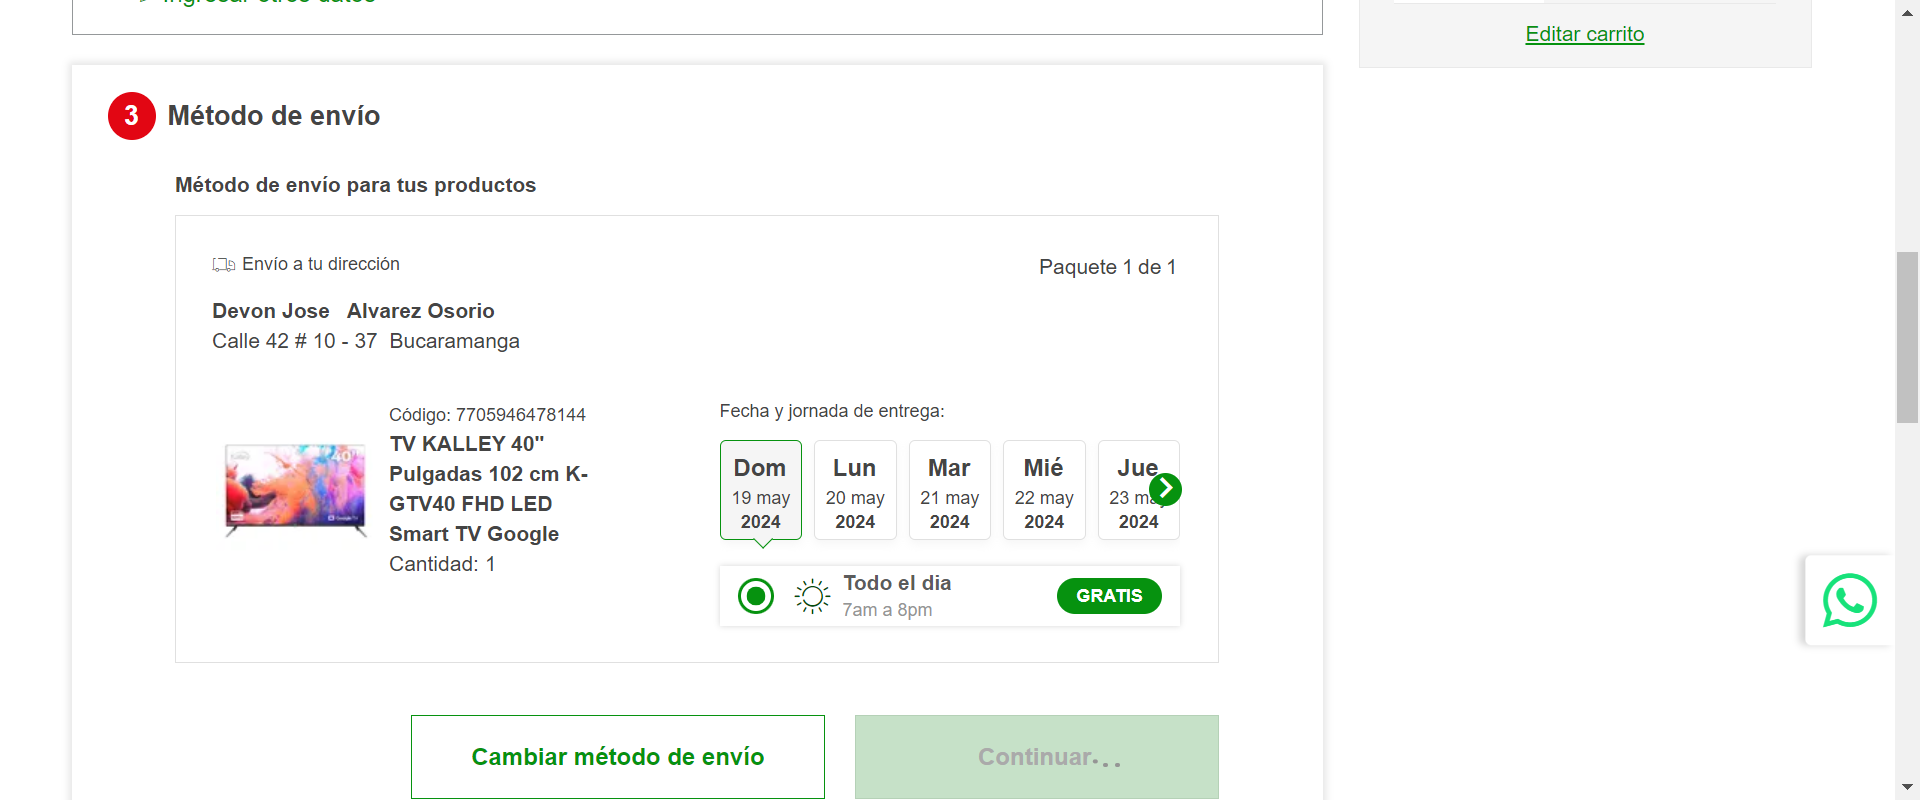 Ingresar otros datos
Editar carrito
3 Método de envío
Método de envío para tus productos
Envío a tu dirección
Paquete 1 de 1
Devon Jose Alvarez Osorio
Calle 42 # 10 - 37 Bucaramanga
Código: 7705946478144
TV KALLEY 40"
Pulgadas 102 cm K-
GTV40 FHD LED
Smart TV Google
Cantidad: 1
Fecha y jornada de entrega:
Dom
19 may
2024
Lun
20 may
2024
Mar
21 may
2024
Mié
22 may
2024
Jue
23 may
2024
Todo el dia
7am a 8pm
GRATIS
Cambiar método de envío
Continuar...